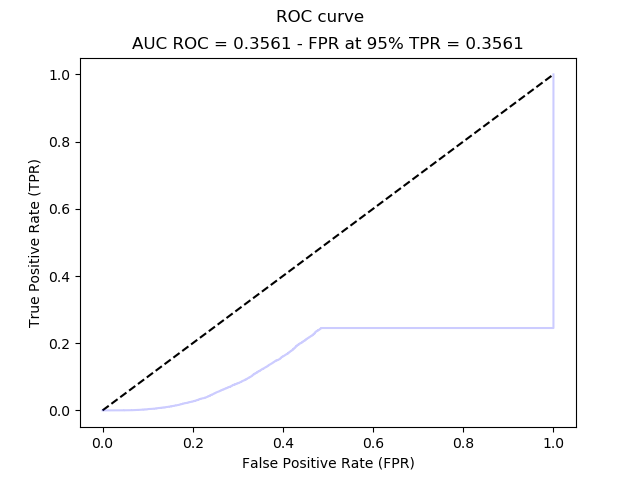 ROC curve
AUC ROC = 0.3561 - FPR at 95% TPR = 0.3561
1.0
0.8
0.6
0.4
0.2
0.0
True Positive Rate (TPR)
0.0 0.2 0.4 0.6 0.8 1.0
False Positive Rate (FPR)